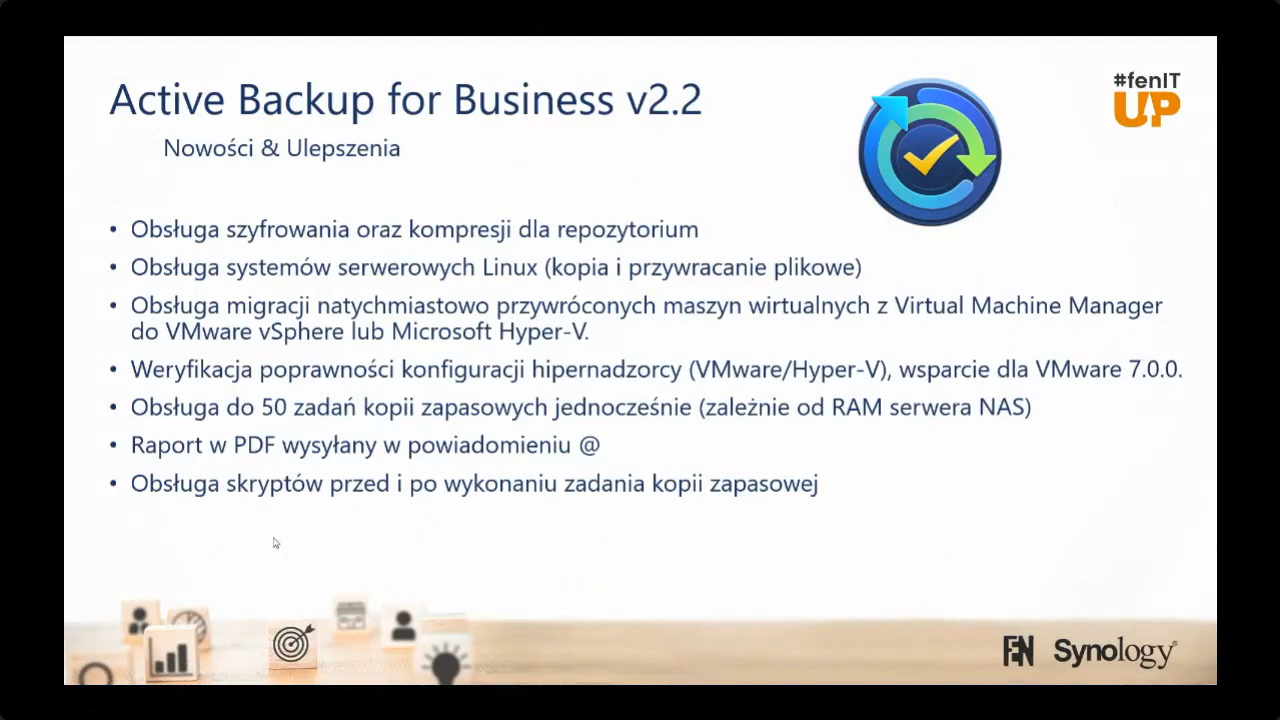 Active Backup for Business v2.2
#fenIT
UP
Nowości & Ulepszenia
• Obsługa szyfrowania oraz kompresji dla repozytorium
• Obsługa systemów serwerowych Linux (kopia i przywracanie plikowe)
• Obsługa migracji natychmiastowo przywróconych maszyn wirtualnych z Virtual Machine Manager
do VMware vSphere lub Microsoft Hyper-V.
• Weryfikacja poprawności konfiguracji hipernadzorcy (VMware/Hyper-V), wsparcie dla VMware 7.0.0.
• Obsługa do 50 zadań kopii zapasowych jednocześnie (zależnie od RAM serwera NAS)
• Raport w PDF wysyłany w powiadomieniu @
• Obsługa skryptów przed i po wykonaniu zadania kopii zapasowej
FEN Synology®